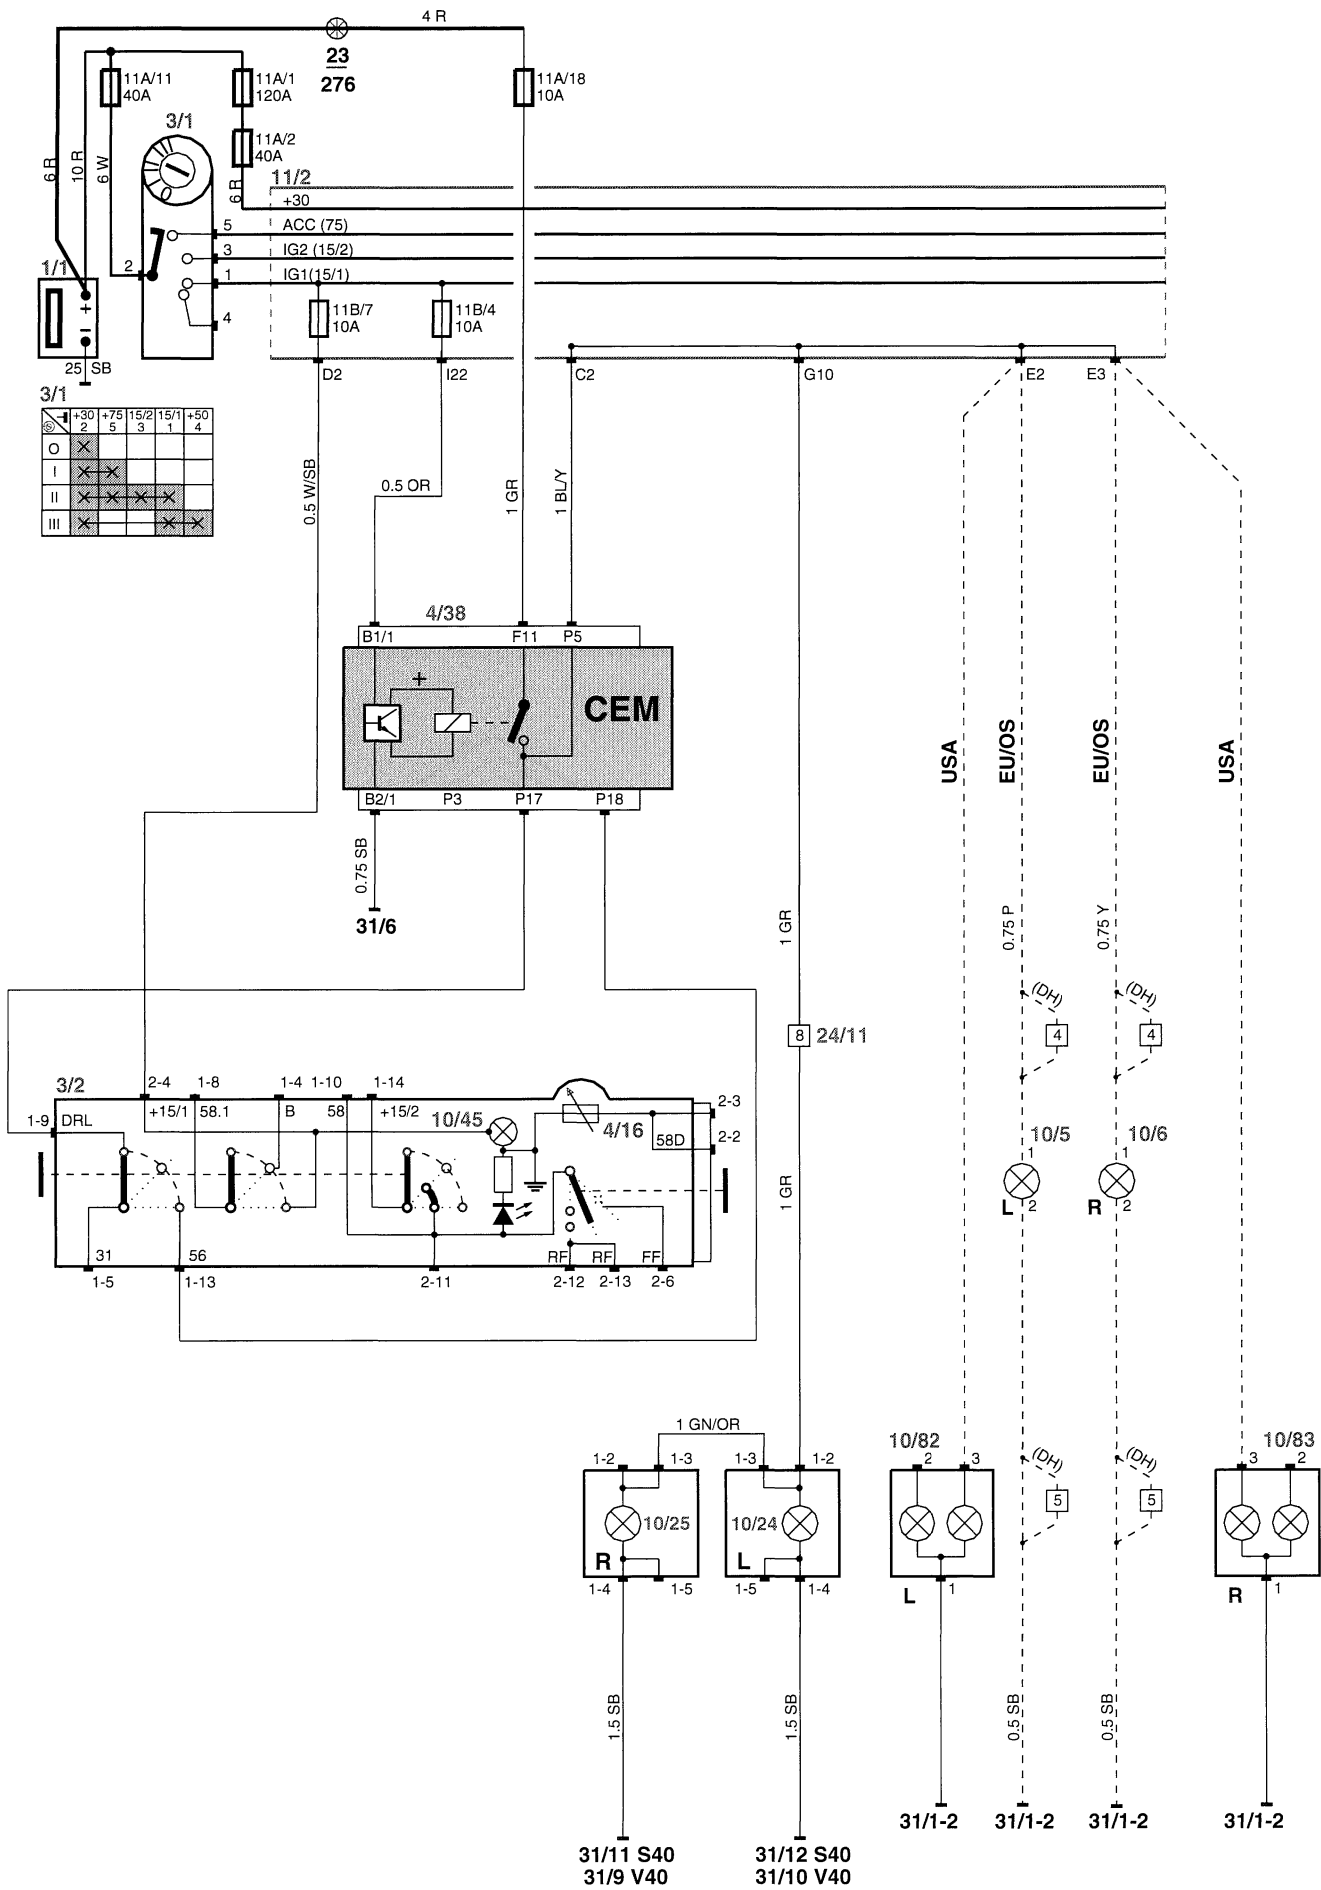 4 R
23
276
11A/11
40A
11A/1
120A
11A/18
10A
3/1
11A/2
40A
6 R
10 R
6 W
6 R
11/2
+30
5
ACC (75)
3
IG2 (15/2)
2
1
IG1(15/1)
1/1
+
−
4
11B/7
10A
11B/4
10A
25
SB
D2
I22
C2
G10
E2
E3
3/1
+30
+75
15/2
15/1
+50
2
5
3
1
4
S
O
I
II
III
0.5 W/SB
0.5 OR
1 GR
1 BL/Y
4/38
B1/1
F11
P5
+
CEM
B2/1
P3
P17
P18
USA
EU/OS
EU/OS
USA
0.75 SB
31/6
1 GR
0.75 P
0.75 Y
(DH)
(DH)
8
24/11
4
4
3/2
2-4
1-8
1-4
1-10
1-14
2-3
1-9
DRL
+15/1
58.1
B
58
+15/2
10/45
4/16
58D
2-2
10/5
10/6
1
1
L
2
R
2
1 GR
31
56
RF
RF
FF
1-5
1-13
2-11
2-12
2-13
2-6
1 GN/OR
1-2
1-3
1-3
1-2
10/82
2
3
(DH)
(DH)
10/83
3
2
5
5
10/25
10/24
R
L
1-4
1-5
1-5
1-4
L
1
R
1
1.5 SB
1.5 SB
0.5 SB
0.5 SB
31/1-2
31/1-2
31/1-2
31/1-2
31/11 S40
31/9 V40
31/12 S40
31/10 V40